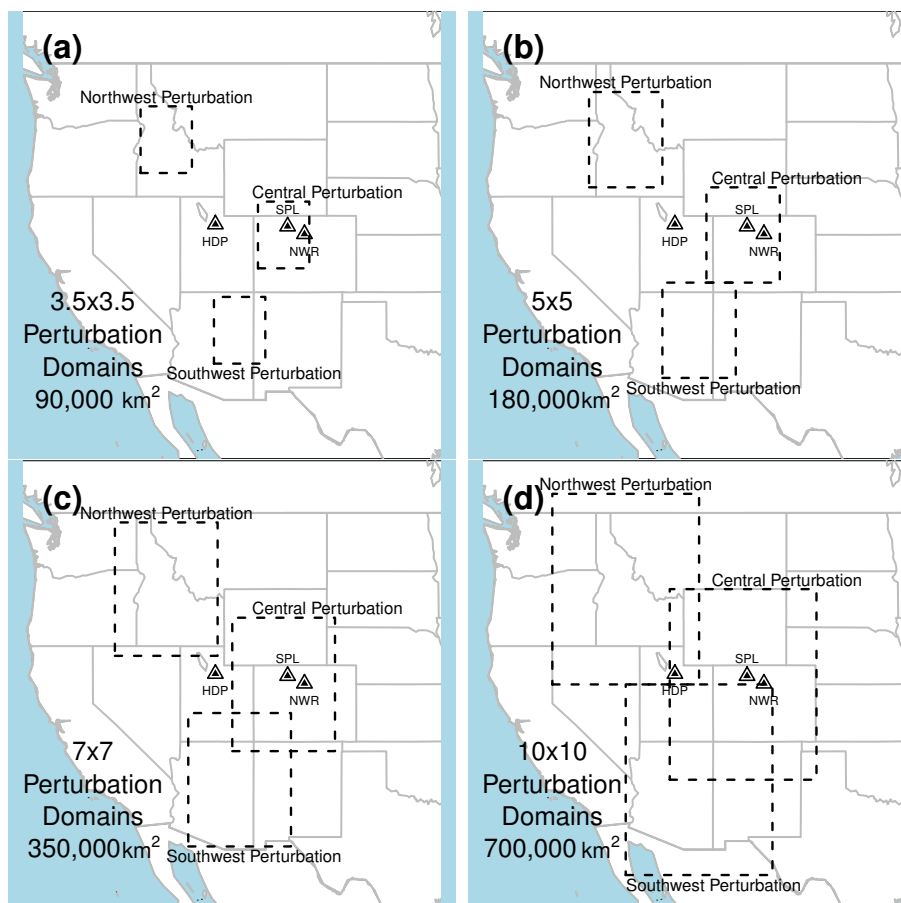 (a)
Northwest Perturbation
Central Perturbation
SPL
HDP
NWR
3.5x3.5
Perturbation
Domains
90,000 km²
Southwest Perturbation
(b)
Northwest Perturbation
Central Perturbation
SPL
HDP
NWR
5x5
Perturbation
Domains
180,000km²
Southwest Perturbation
(c)
Northwest Perturbation
Central Perturbation
SPL
HDP
NWR
7x7
Perturbation
Domains
350,000km²
Southwest Perturbation
(d)
Northwest Perturbation
Central Perturbation
SPL
HDP
NWR
10x10
Perturbation
Domains
700,000km²
Southwest Perturbation